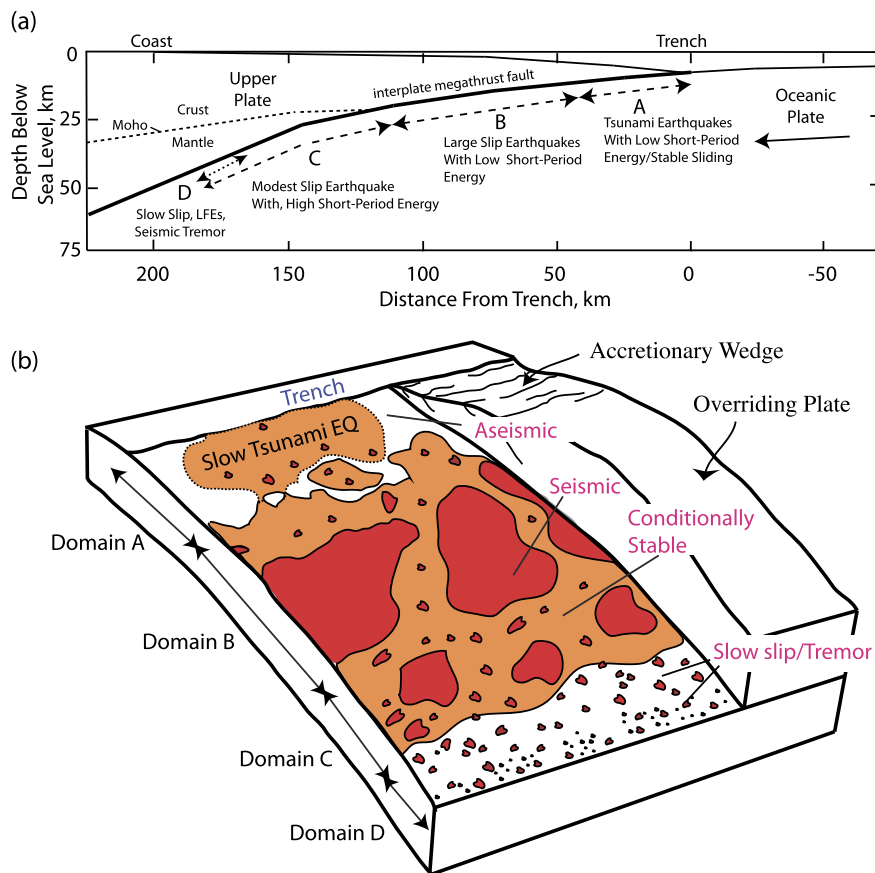 (a)
Coast
Trench
0
25
50
75
Depth Below
Sea Level, km
Upper
Plate
interplate megathrust fault
Crust
Moho
Mantle
A
B
C
D
Oceanic
Plate
Tsunami Earthquakes
With Low Short-Period
Energy/Stable Sliding
Large Slip Earthquakes
With Low Short-Period
Energy
Modest Slip Earthquake
With, High Short-Period Energy
Slow Slip, LFEs,
Seismic Tremor
200
150
100
50
0
-50
Distance From Trench, km
(b)
Accretionary Wedge
Trench
Overriding Plate
Slow Tsunami EQ
Aseismic
Seismic
Conditionally
Stable
Domain A
Domain B
Slow slip/Tremor
Domain C
Domain D